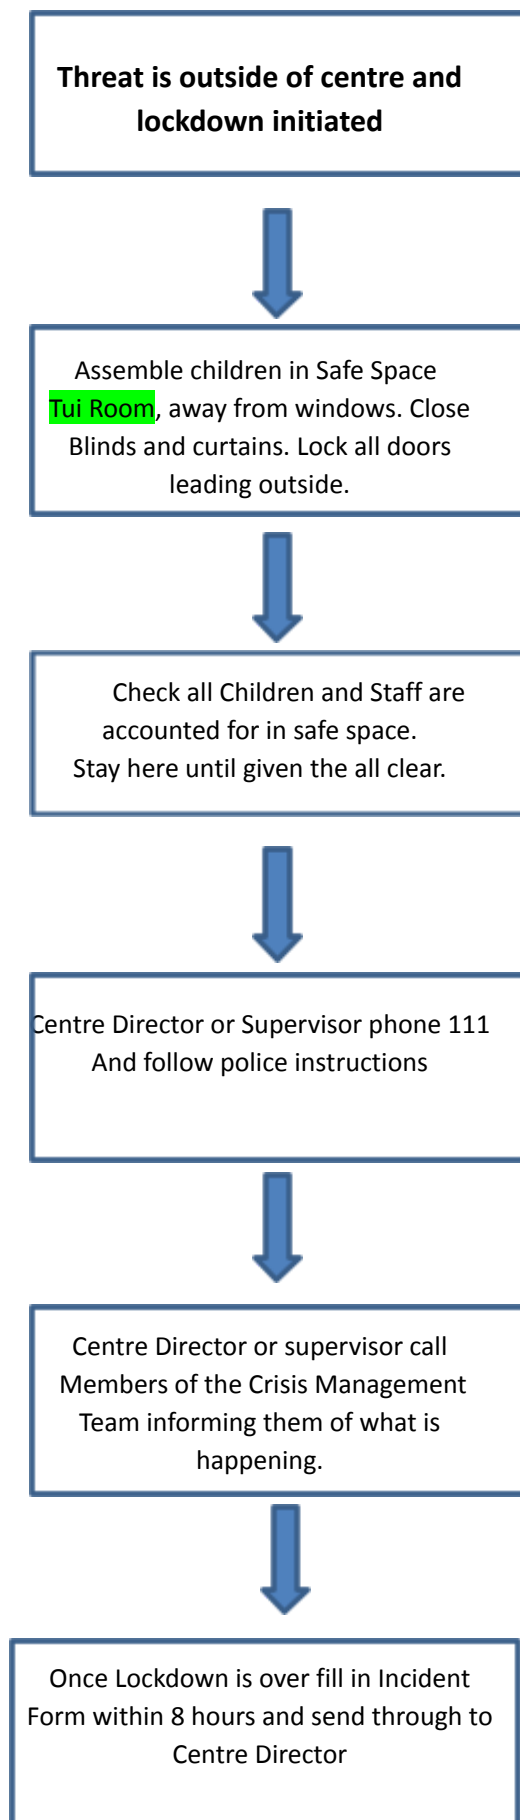 Threat is outside of centre and
lockdown initiated
Assemble children in Safe Space
Tui Room, away from windows. Close
Blinds and curtains. Lock all doors
leading outside.
Check all Children and Staff are
accounted for in safe space.
Stay here until given the all clear.
Centre Director or Supervisor phone 111
And follow police instructions
Centre Director or supervisor call
Members of the Crisis Management
Team informing them of what is
happening.
Once Lockdown is over fill in Incident
Form within 8 hours and send through to
Centre Director